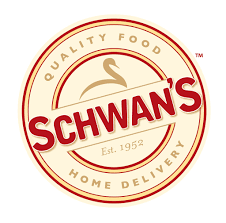 QUALITY FOOD
™
SCHWAN'S
Est. 1952
HOME DELIVERY